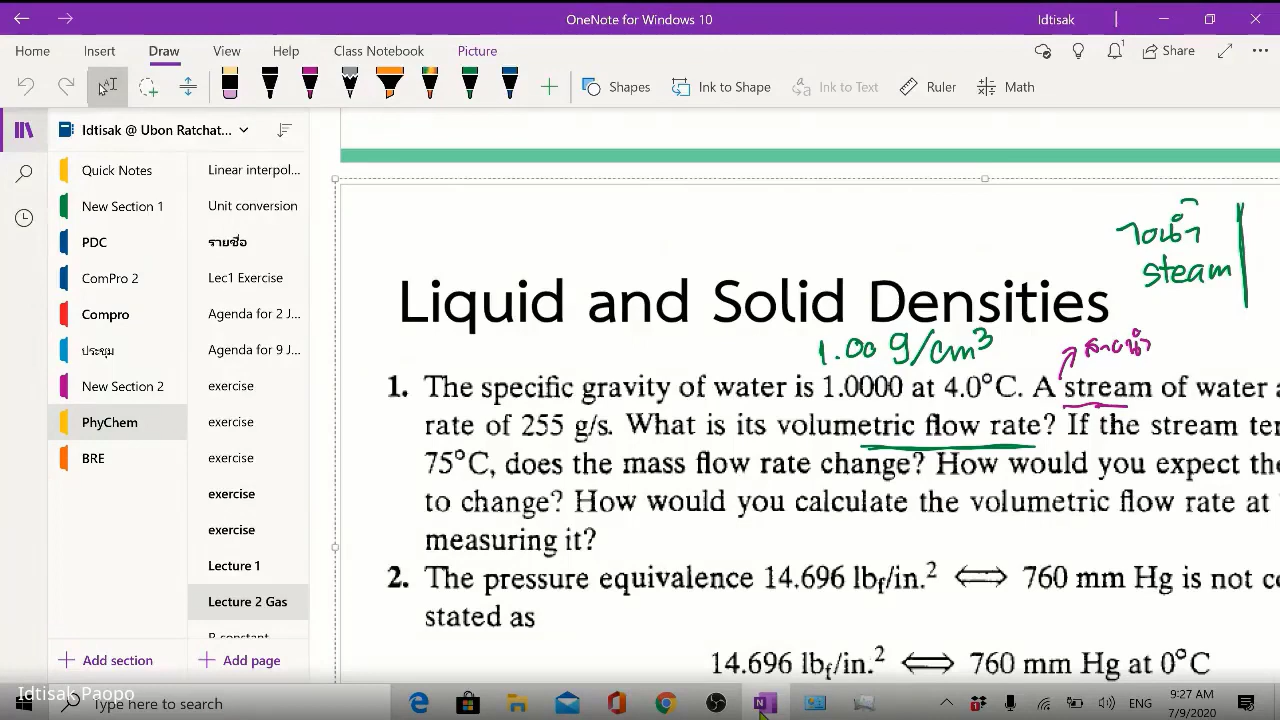 OneNote for Windows 10
Idtisak
Home Insert Draw View Help Class Notebook Picture
Share
Shapes Ink to Shape Ink to Text Ruler Math
Idtisak @ Ubon Ratchat...
Quick Notes
New Section 1
PDC
ComPro 2
Compro
ประชุม
New Section 2
PhyChem
BRE
Add section
Linear interpol...
Unit conversion
รายชื่อ
Lec1 Exercise
Agenda for 2 J...
Agenda for 9 J...
exercise
exercise
exercise
exercise
exercise
Lecture 1
Lecture 2 Gas
R constant
Add page
ไอน้ำ
steam
Liquid and Solid Densities
1.00 g/cm³
สายน้ำ
1. The specific gravity of water is 1.0000 at 4.0°C. A stream of water
rate of 255 g/s. What is its volumetric flow rate? If the stream
75°C, does the mass flow rate change? How would you expect
to change? How would you calculate the volumetric flow rate at
measuring it?
2. The pressure equivalence 14.696 lbf/in.² ⟺ 760 mm Hg is not
stated as
14.696 lbf/in.² ⟺ 760 mm Hg at 0°C
Idtisak Paopo
Type here to search
ENG
9:27 AM
7/9/2020